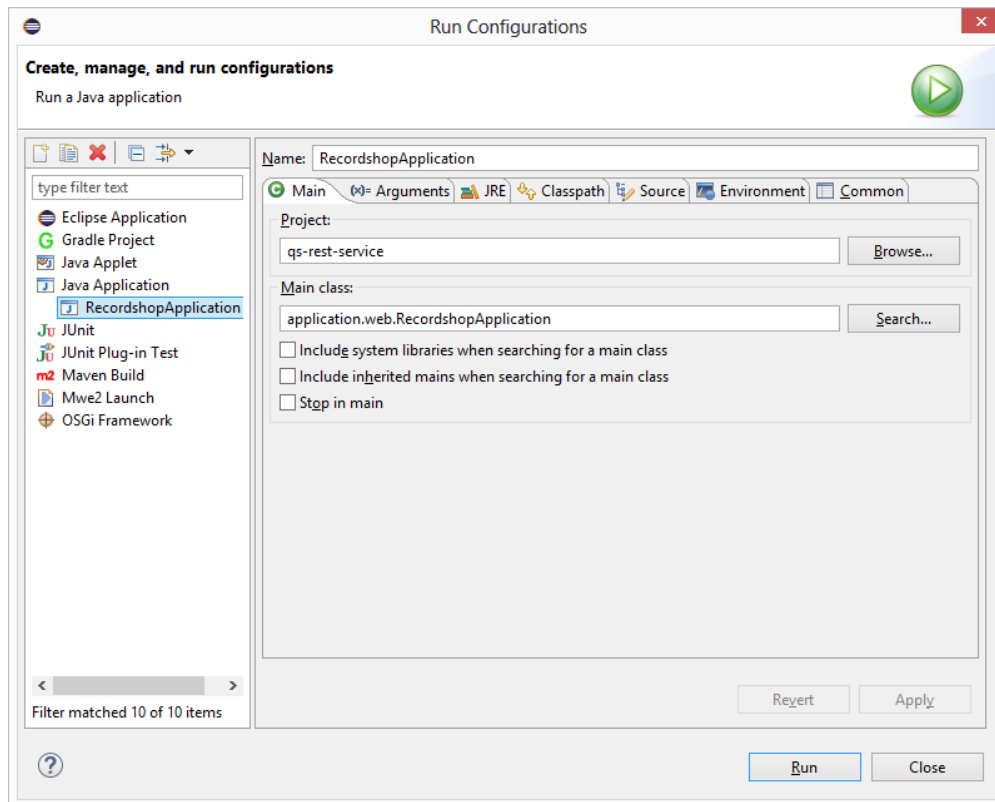 Run Configurations
Create, manage, and run configurations
Run a Java application
type filter text
Eclipse Application
Gradle Project
Java Applet
Java Application
RecordshopApplication
JUnit
JUnit Plug-in Test
Maven Build
Mwe2 Launch
OSGi Framework
Filter matched 10 of 10 items
Name: RecordshopApplication
Main (x)= Arguments JRE Classpath Source Environment Common
Project:
qs-rest-service Browse...
Main class:
application.web.RecordshopApplication Search...
Include system libraries when searching for a main class
Include inherited mains when searching for a main class
Stop in main
Revert Apply
Run Close